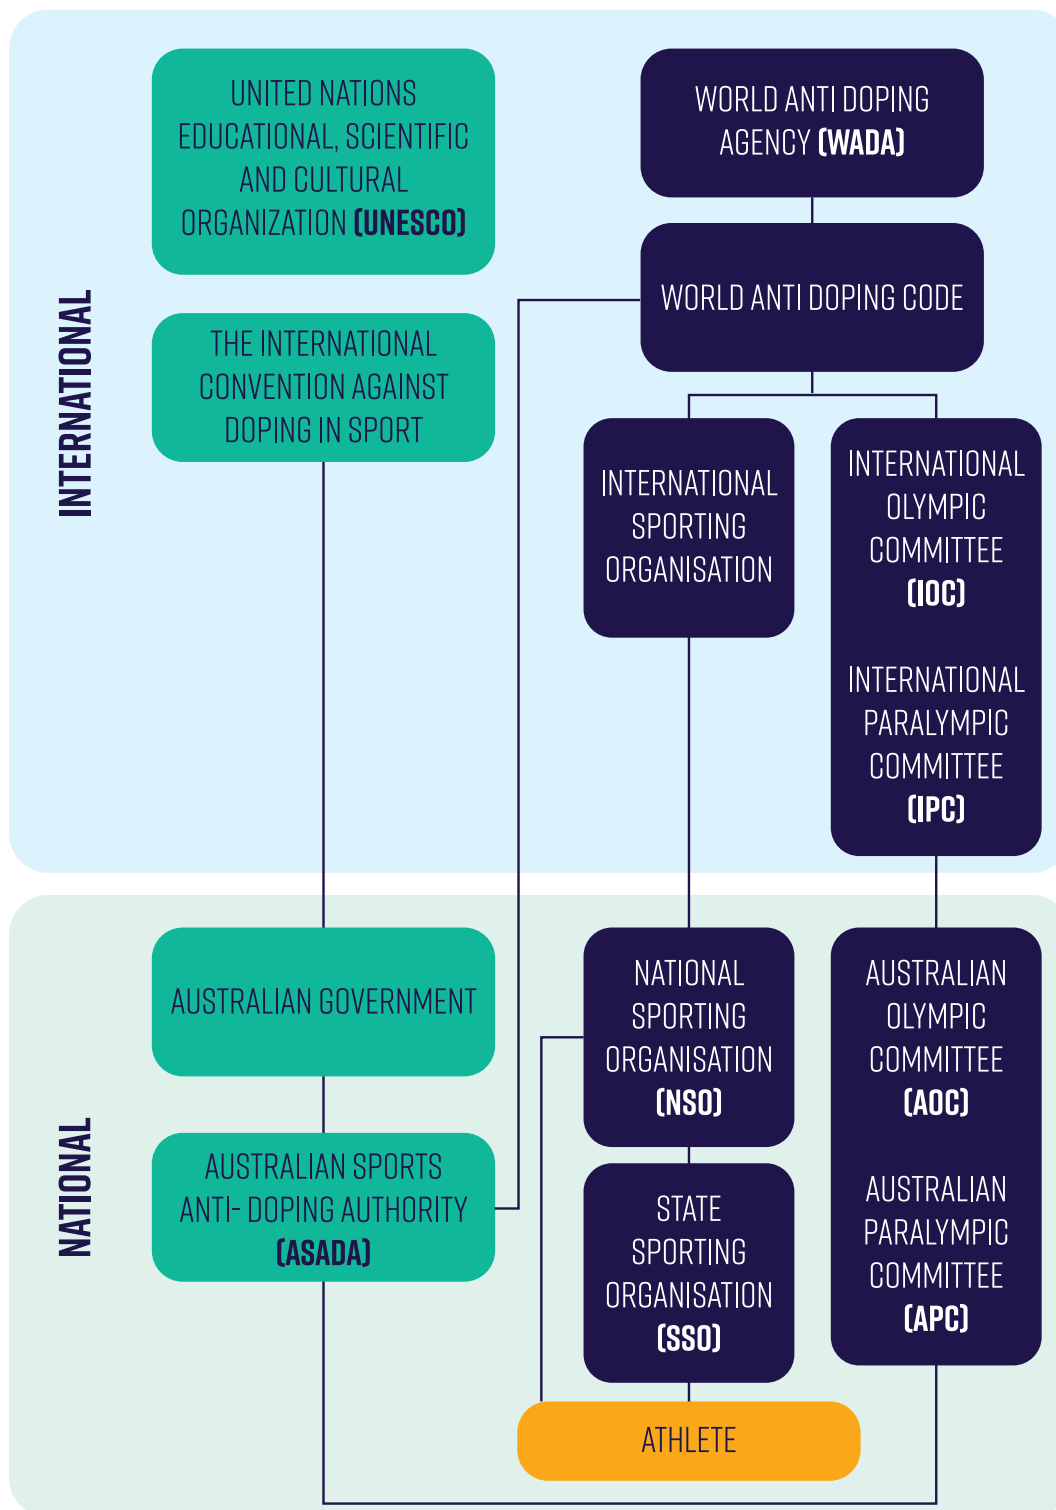 INTERNATIONAL
UNITED NATIONS
EDUCATIONAL, SCIENTIFIC
AND CULTURAL
ORGANIZATION (UNESCO)
THE INTERNATIONAL
CONVENTION AGAINST
DOPING IN SPORT
WORLD ANTI DOPING
AGENCY (WADA)
WORLD ANTI DOPING CODE
INTERNATIONAL
SPORTING
ORGANISATION
INTERNATIONAL
OLYMPIC
COMMITTEE
(IOC)
INTERNATIONAL
PARALYMPIC
COMMITTEE
(IPC)
NATIONAL
AUSTRALIAN GOVERNMENT
AUSTRALIAN SPORTS
ANTI- DOPING AUTHORITY
(ASADA)
NATIONAL
SPORTING
ORGANISATION
(NSO)
STATE
SPORTING
ORGANISATION
(SSO)
AUSTRALIAN
OLYMPIC
COMMITTEE
(AOC)
AUSTRALIAN
PARALYMPIC
COMMITTEE
(APC)
ATHLETE